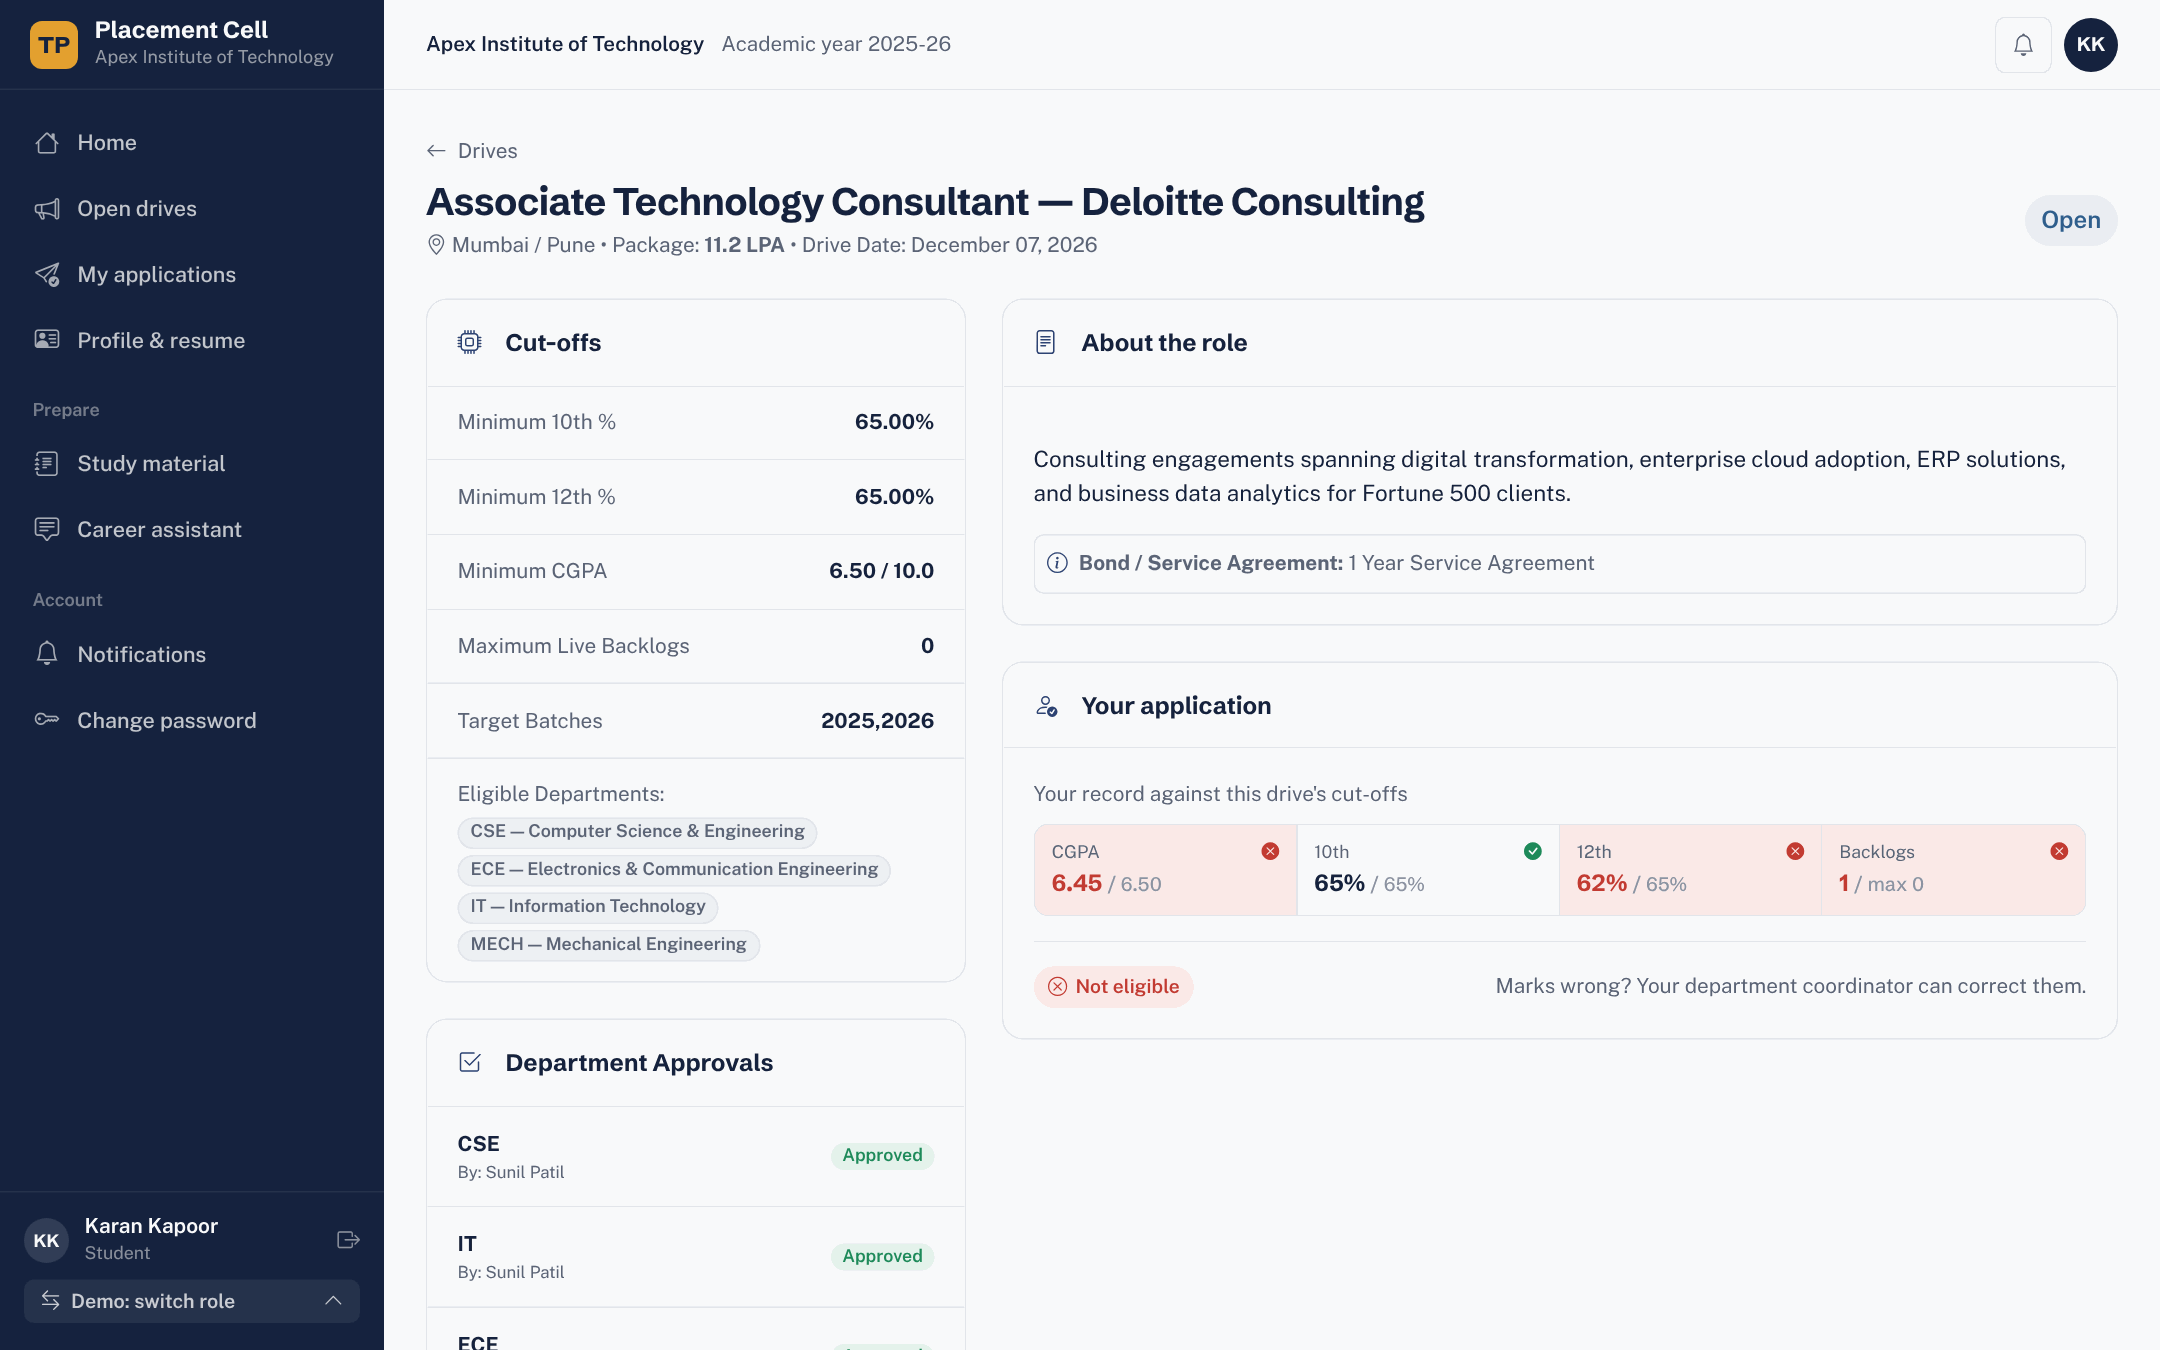 TP
Placement Cell
Apex Institute of Technology
Home
Open drives
My applications
Profile & resume
Prepare
Study material
Career assistant
Account
Notifications
Change password
KK
Karan Kapoor
Student
Demo: switch role
Apex Institute of Technology Academic year 2025-26
KK
← Drives
Associate Technology Consultant — Deloitte Consulting
Mumbai / Pune • Package: 11.2 LPA • Drive Date: December 07, 2026
Open
Cut-offs
Minimum 10th % 65.00%
Minimum 12th % 65.00%
Minimum CGPA 6.50 / 10.0
Maximum Live Backlogs 0
Target Batches 2025,2026
Eligible Departments:
CSE — Computer Science & Engineering
ECE — Electronics & Communication Engineering
IT — Information Technology
MECH — Mechanical Engineering
Department Approvals
CSE
By: Sunil Patil
Approved
IT
By: Sunil Patil
Approved
ECE
About the role
Consulting engagements spanning digital transformation, enterprise cloud adoption, ERP solutions,
and business data analytics for Fortune 500 clients.
Bond / Service Agreement: 1 Year Service Agreement
Your application
Your record against this drive's cut-offs
CGPA
6.45 / 6.50
10th
65% / 65%
12th
62% / 65%
Backlogs
1 / max 0
Not eligible
Marks wrong? Your department coordinator can correct them.